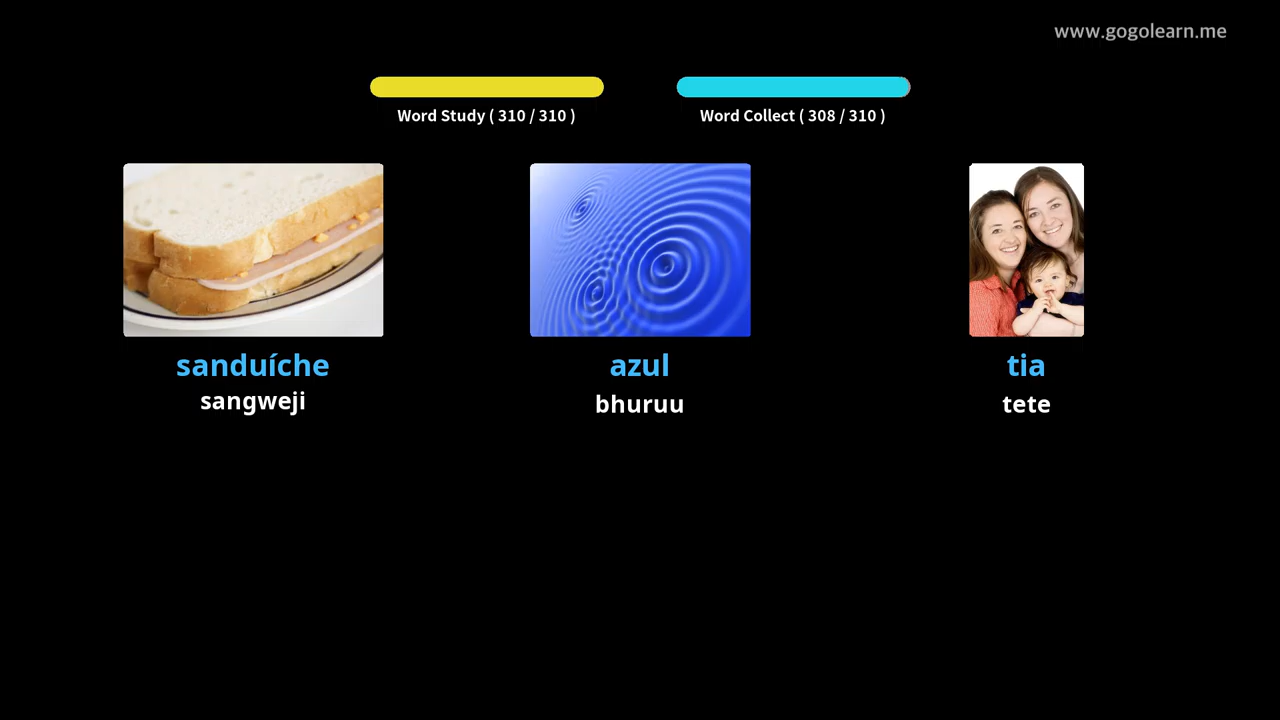 www.gogolearn.me
Word Study ( 310 / 310 )
Word Collect ( 308 / 310 )
sanduíche
sangweji
azul
bhuruu
tia
tete